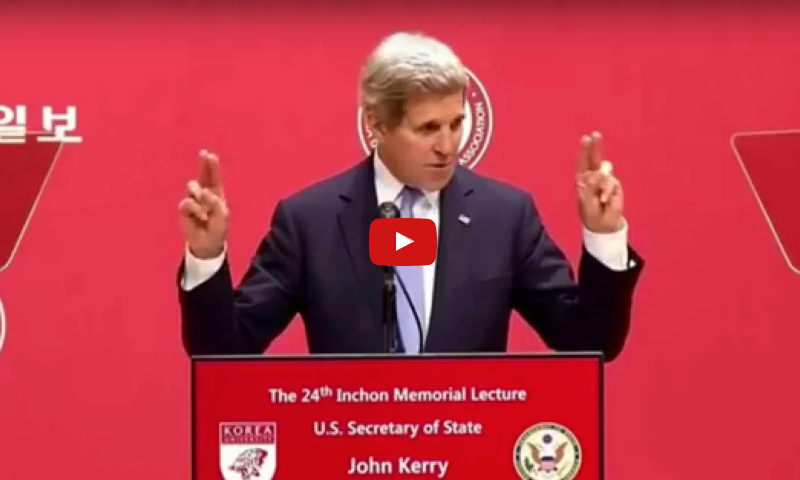 일보
ASSOCIATION
The 24th Inchon Memorial Lecture
U.S. Secretary of State
John Kerry
KOREA
UNIVERSITY